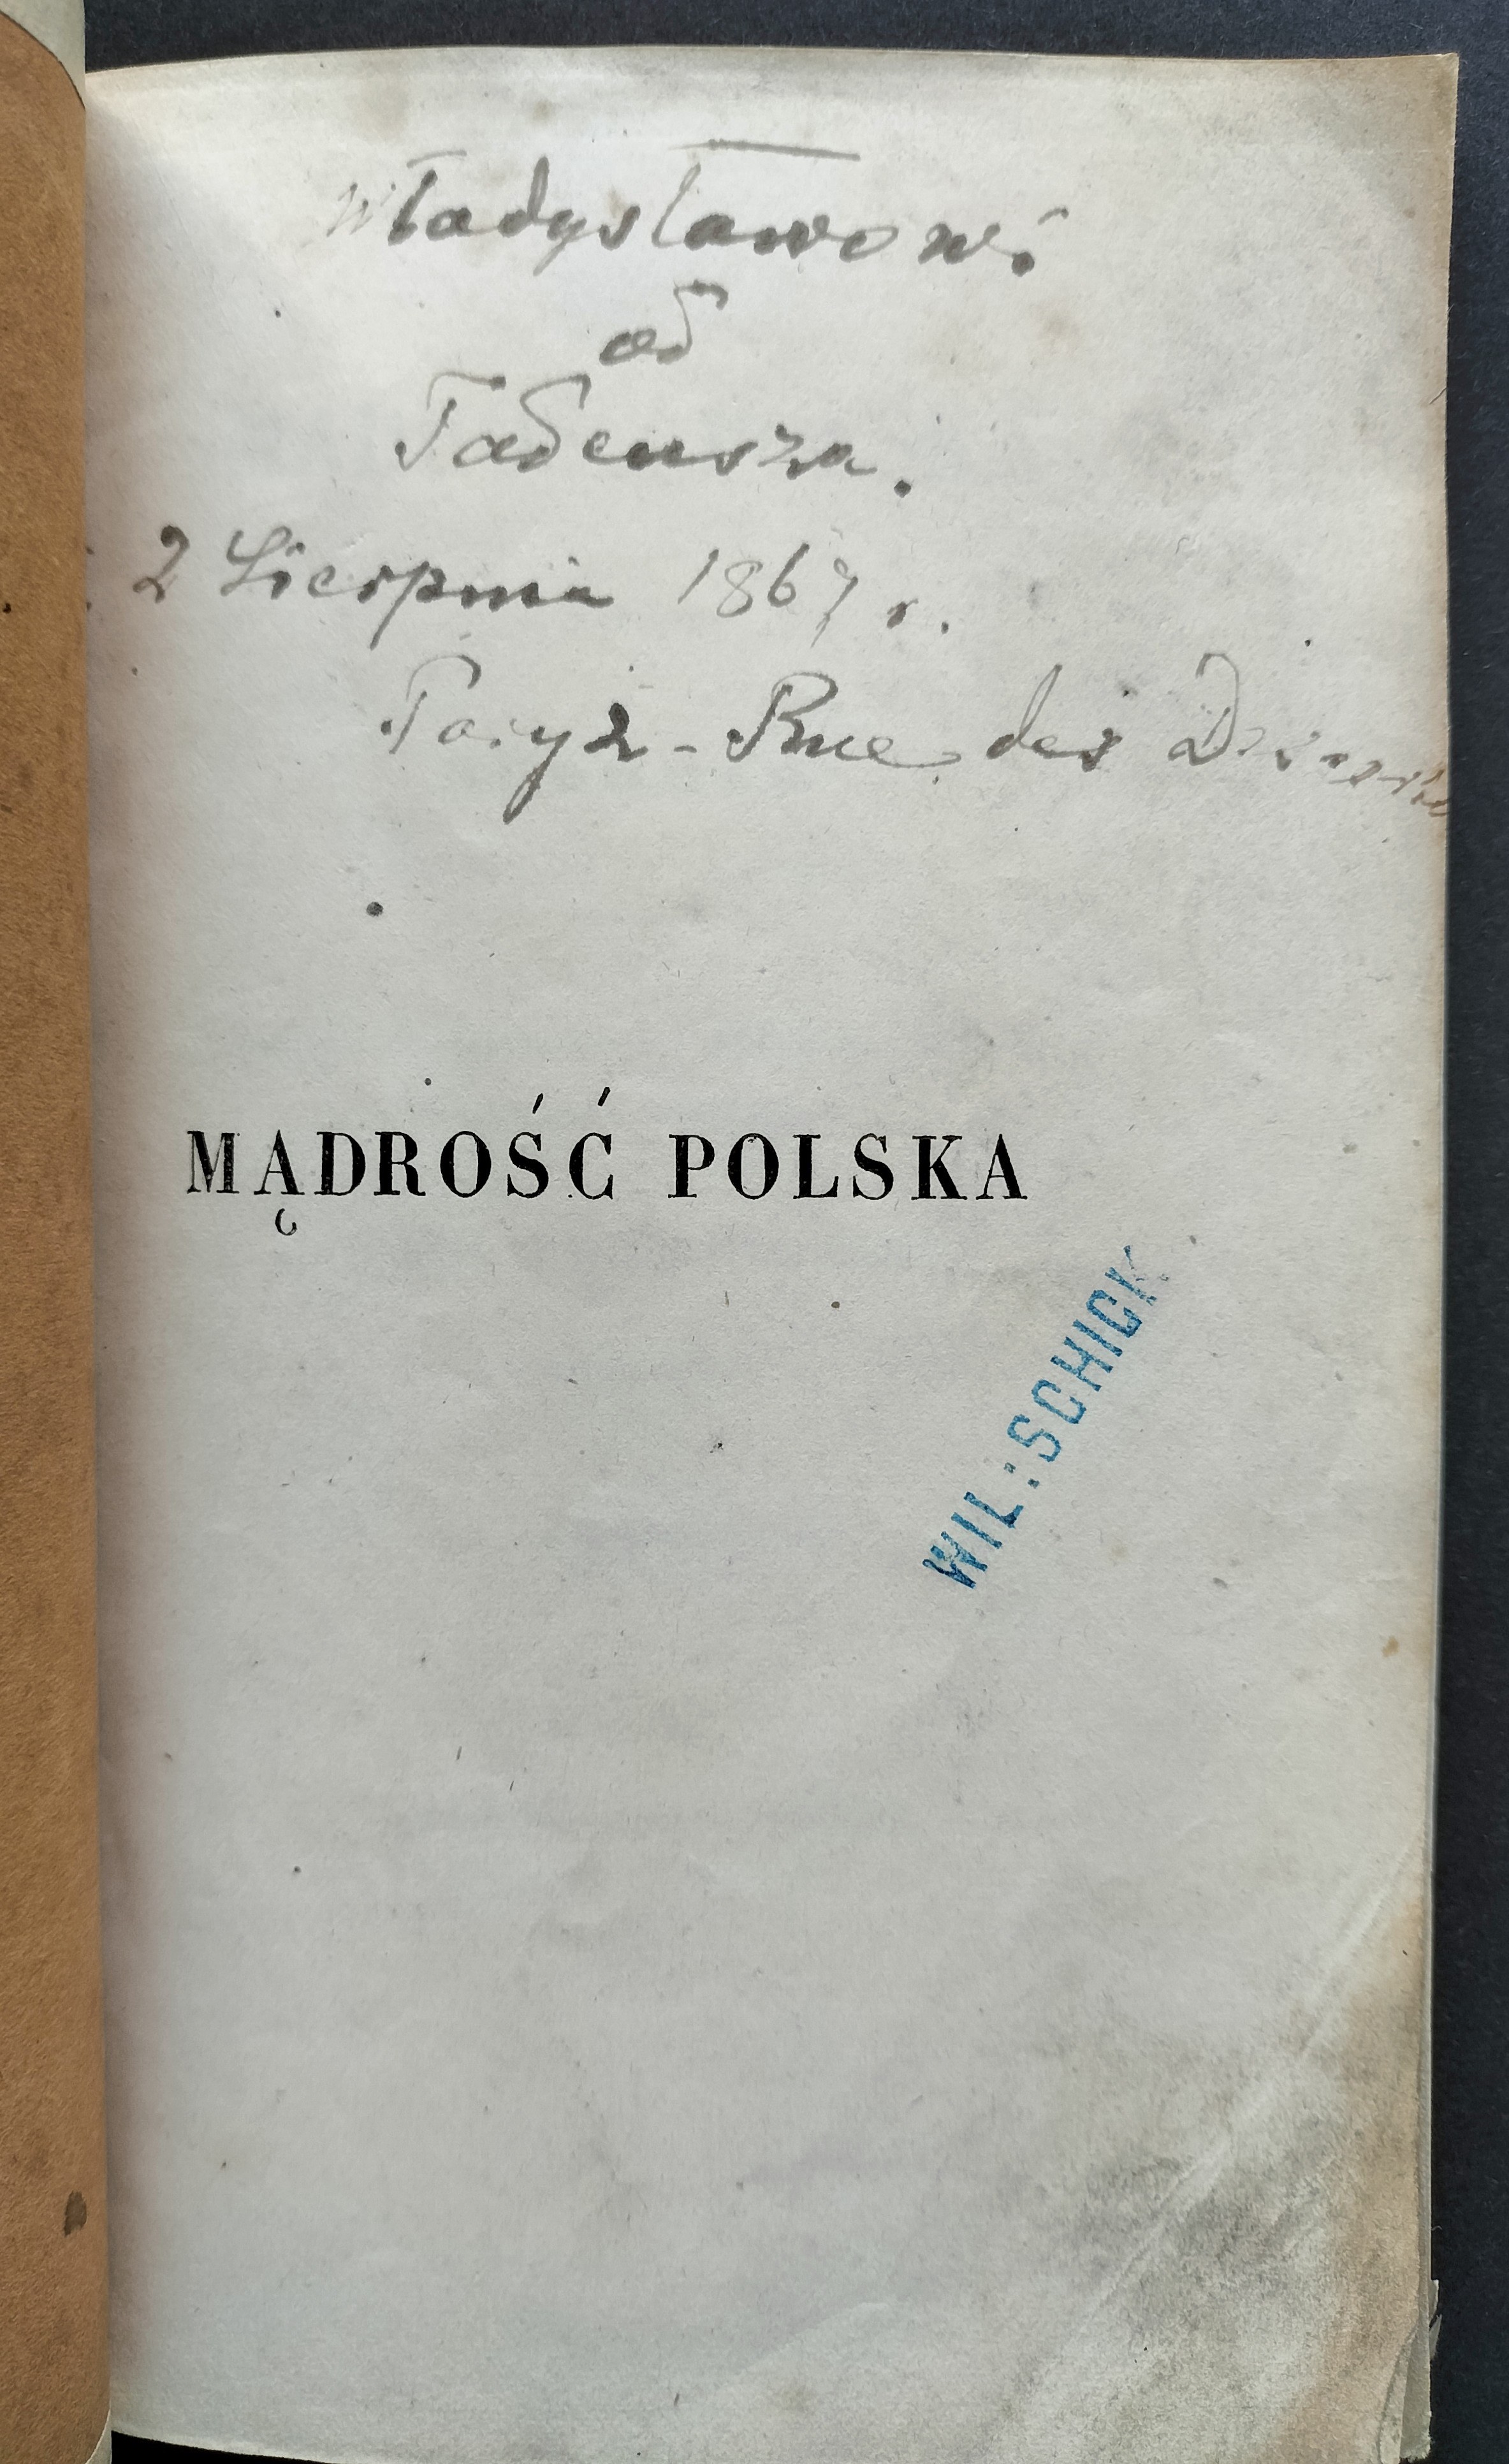 Władysławowi
od
Tadeusza.
2 Sierpnia 1867 r.
Paryż - Rue des
MĄDROŚĆ POLSKA
WIL: SCHICK